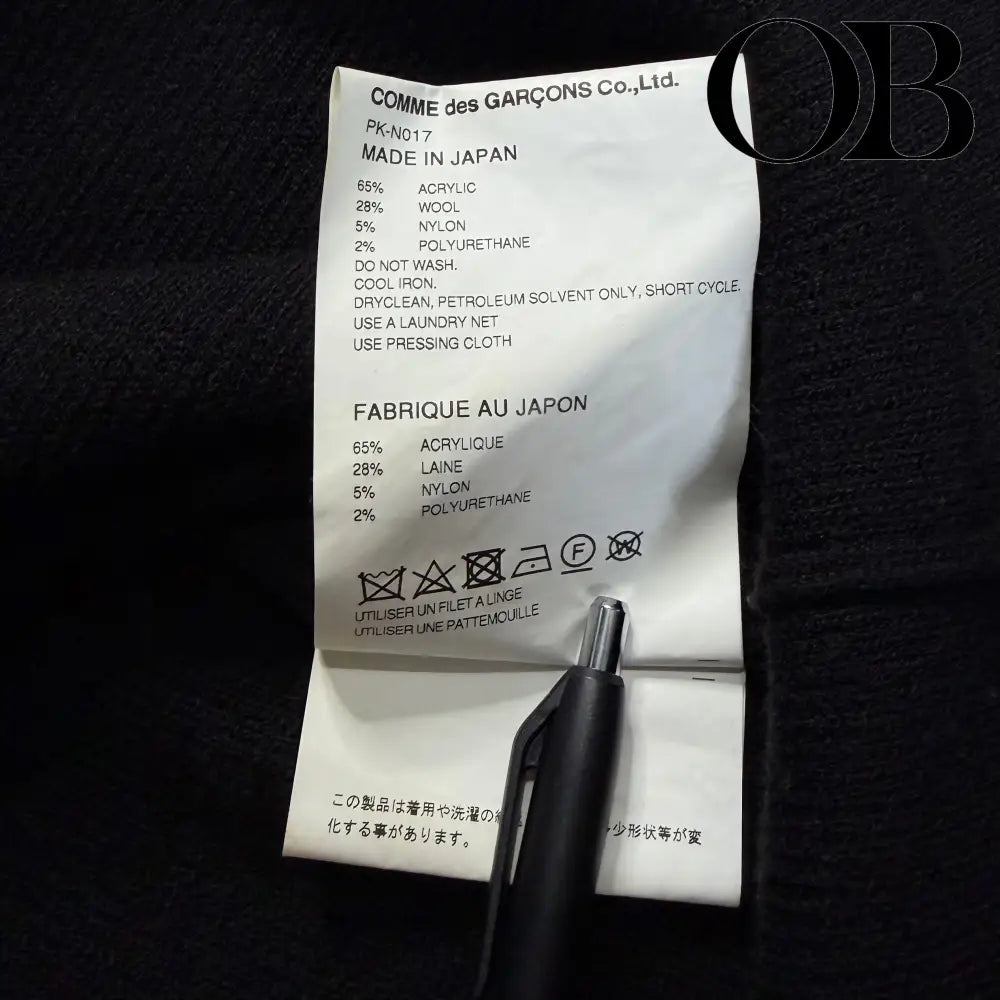 OB
COMME des GARÇONS Co.,Ltd.
PK-N017
MADE IN JAPAN
65% ACRYLIC
28% WOOL
5% NYLON
2% POLYURETHANE
DO NOT WASH.
COOL IRON.
DRYCLEAN, PETROLEUM SOLVENT ONLY, SHORT CYCLE.
USE A LAUNDRY NET
USE PRESSING CLOTH
FABRIQUE AU JAPON
65% ACRYLIQUE
28% LAINE
5% NYLON
2% POLYURETHANE
F W
UTILISER UN FILET A LINGE
UTILISER UNE PATTEMOUILLE
この製品は着用や洗濯の 少形状等が変
化する事があります。